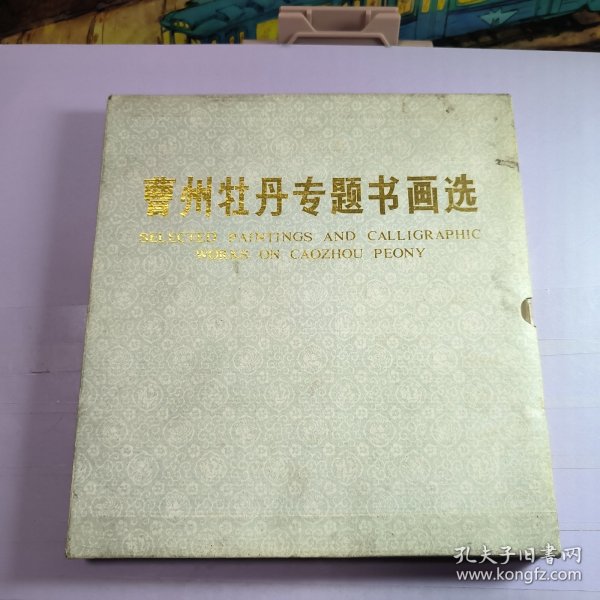 曹州牡丹专题书画选
SELECTED PAINTINGS AND CALLIGRAPHIC
WORKS ON CAOZHOU PEONY
孔夫子旧书网
www.kongfz.com